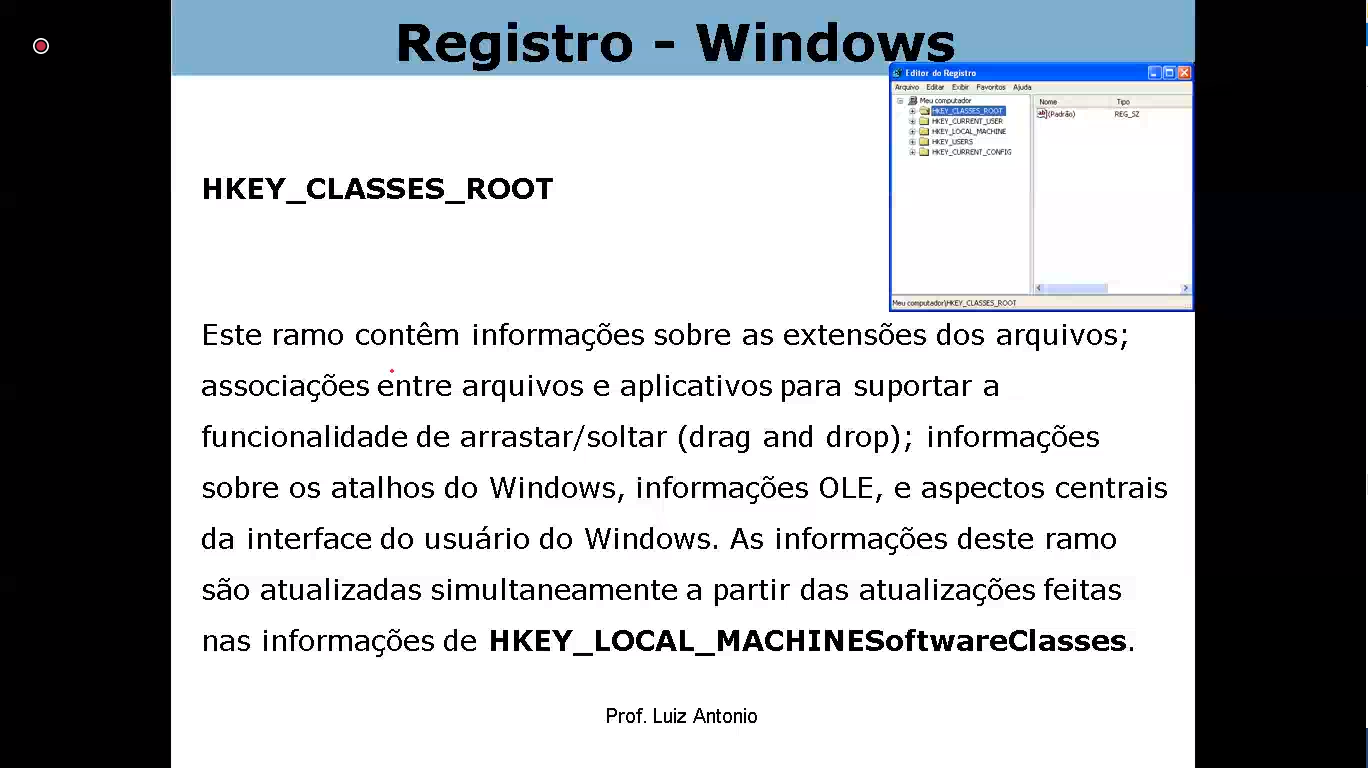 Registro - Windows
Editor do Registro
Arquivo Editar Exibir Favoritos Ajuda
Meu computador
HKEY_CLASSES_ROOT
HKEY_CURRENT_USER
HKEY_LOCAL_MACHINE
HKEY_USERS
HKEY_CURRENT_CONFIG
Nome Tipo
ab (Padrão) REG_SZ
Meu computador\HKEY_CLASSES_ROOT
HKEY_CLASSES_ROOT
Este ramo contêm informações sobre as extensões dos arquivos;
associações entre arquivos e aplicativos para suportar a
funcionalidade de arrastar/soltar (drag and drop); informações
sobre os atalhos do Windows, informações OLE, e aspectos centrais
da interface do usuário do Windows. As informações deste ramo
são atualizadas simultaneamente a partir das atualizações feitas
nas informações de HKEY_LOCAL_MACHINESoftwareClasses.
Prof. Luiz Antonio